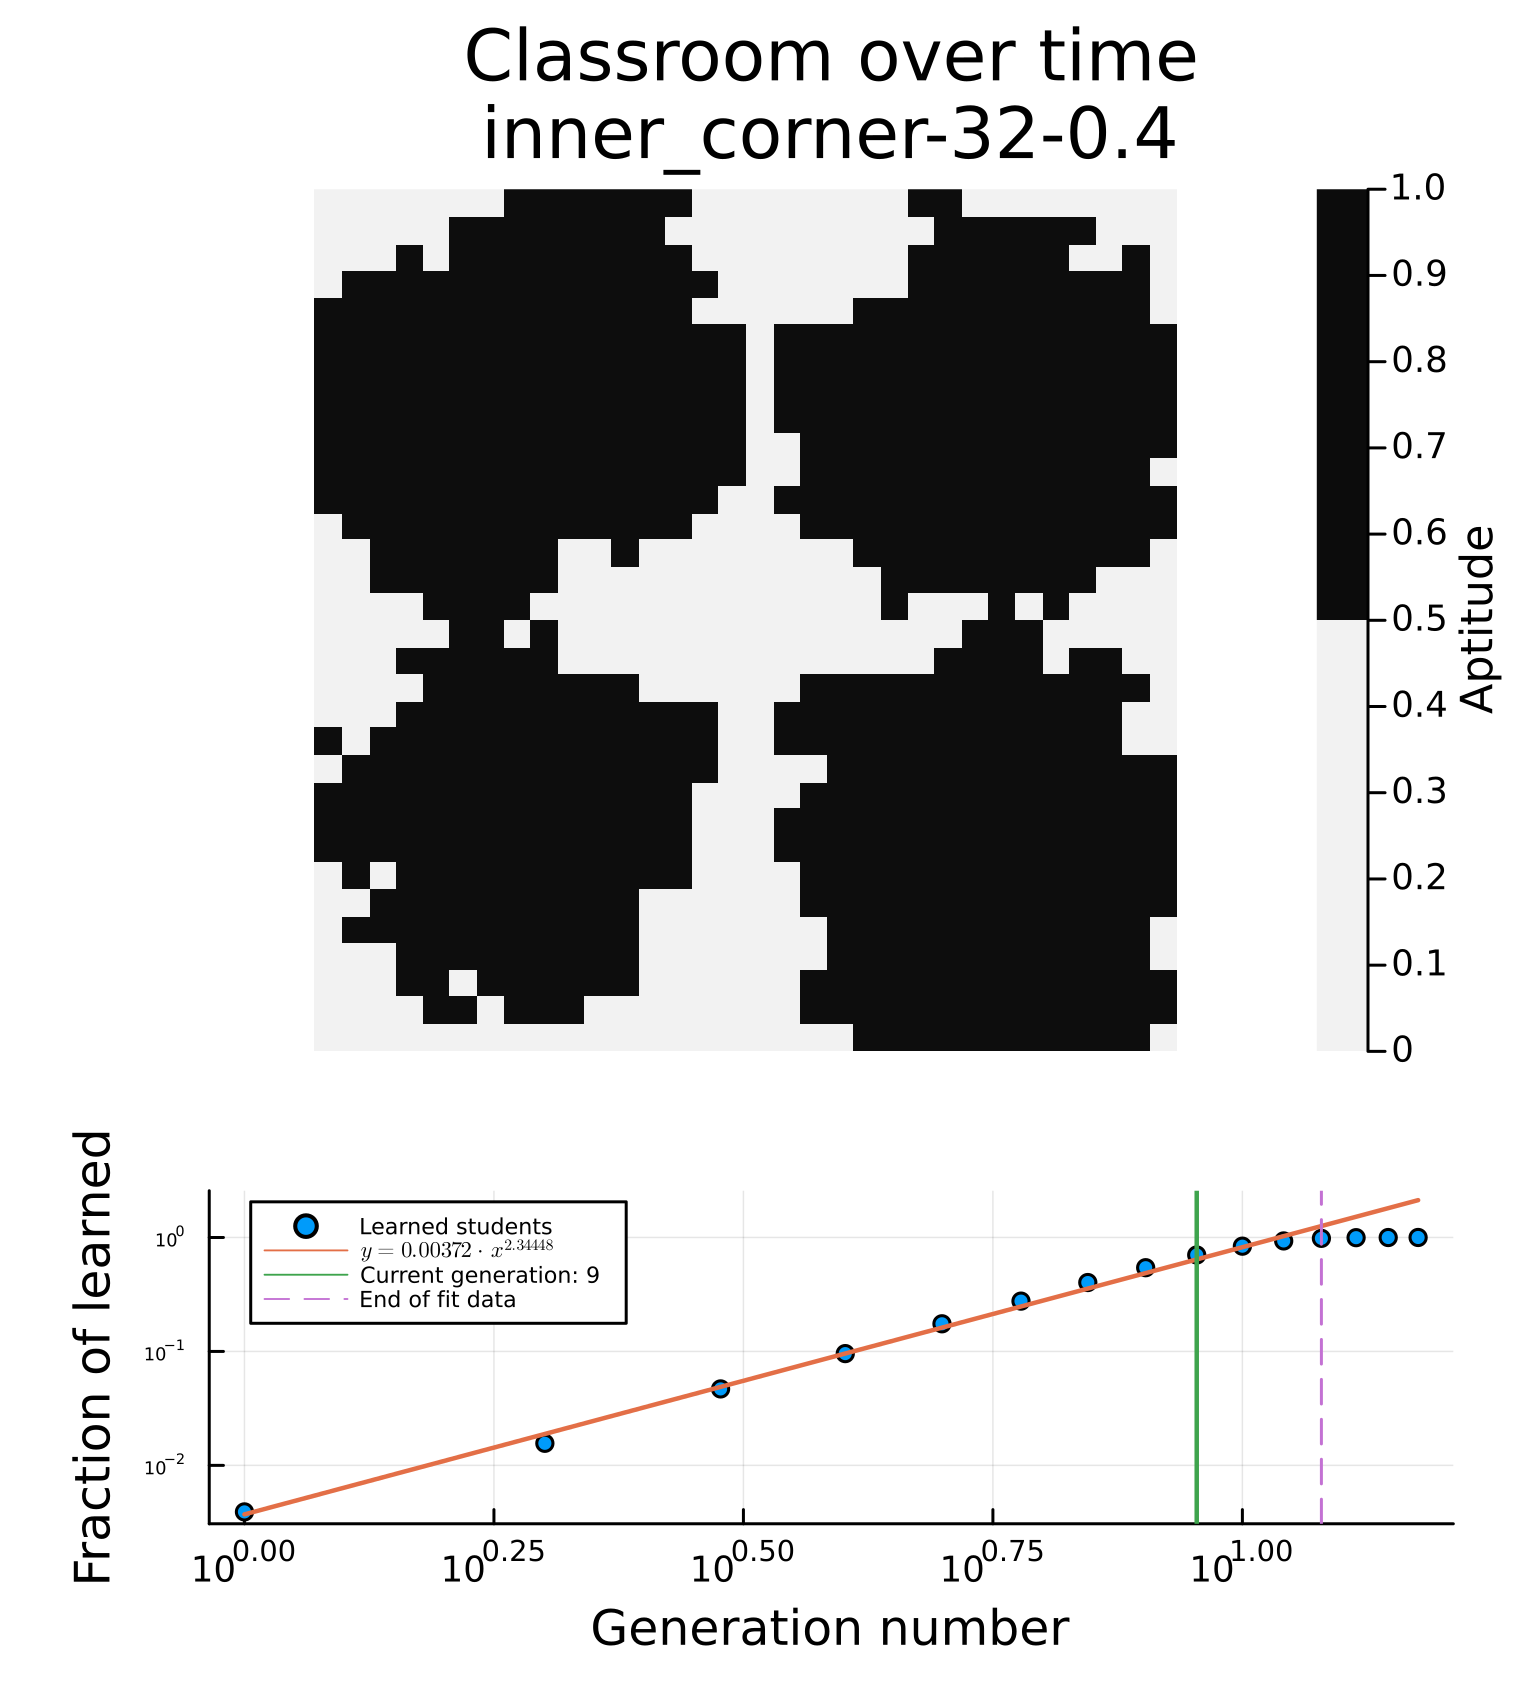 Classroom over time
inner_corner-32-0.4
1.0
0.9
0.8
0.7
0.6
0.5
0.4
0.3
0.2
0.1
0
Aptitude
Fraction of learned
10⁰
10⁻¹
10⁻²
Learned students
y = 0.00372 · x^2.34448
Current generation: 9
End of fit data
10^0.00 10^0.25 10^0.50 10^0.75 10^1.00
Generation number